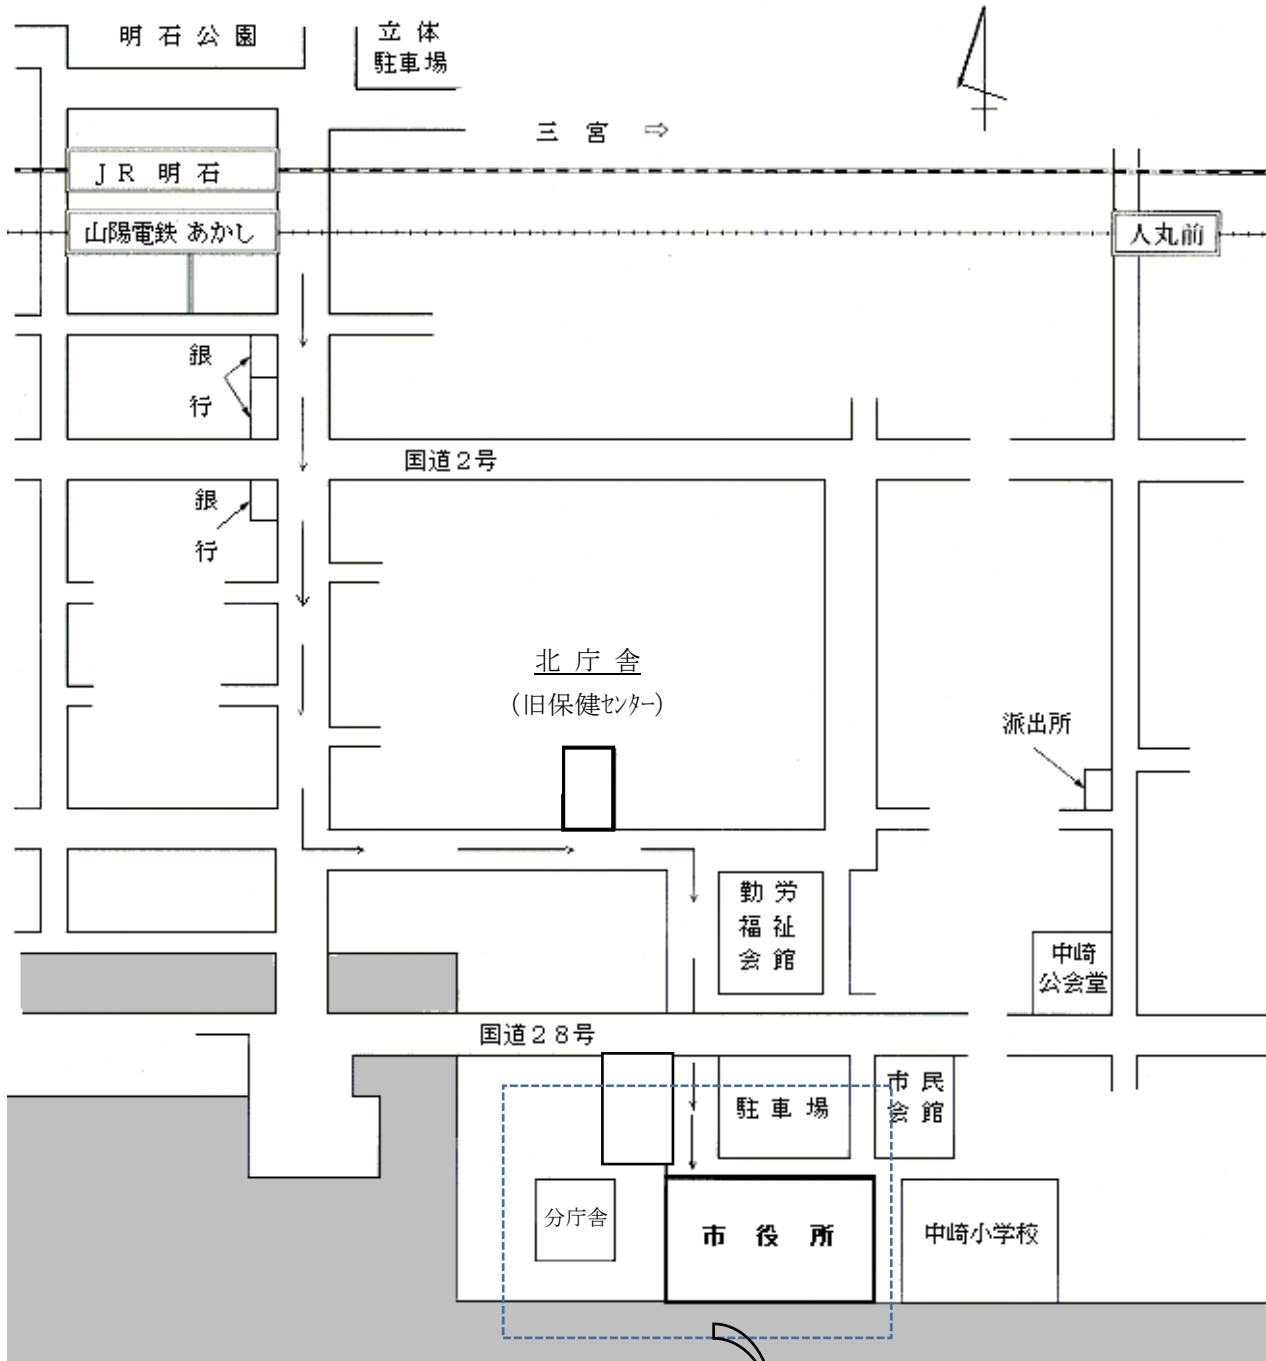 明石公園
立体
駐車場
三宮 ⇨
JR 明石
山陽電鉄 あかし
人丸前
銀
行
国道2号
銀
行
北庁舎
(旧保健センター)
派出所
勤労
福祉
会館
中崎
公会堂
国道28号
市民
会館
駐車場
分庁舎
市役所
中崎小学校